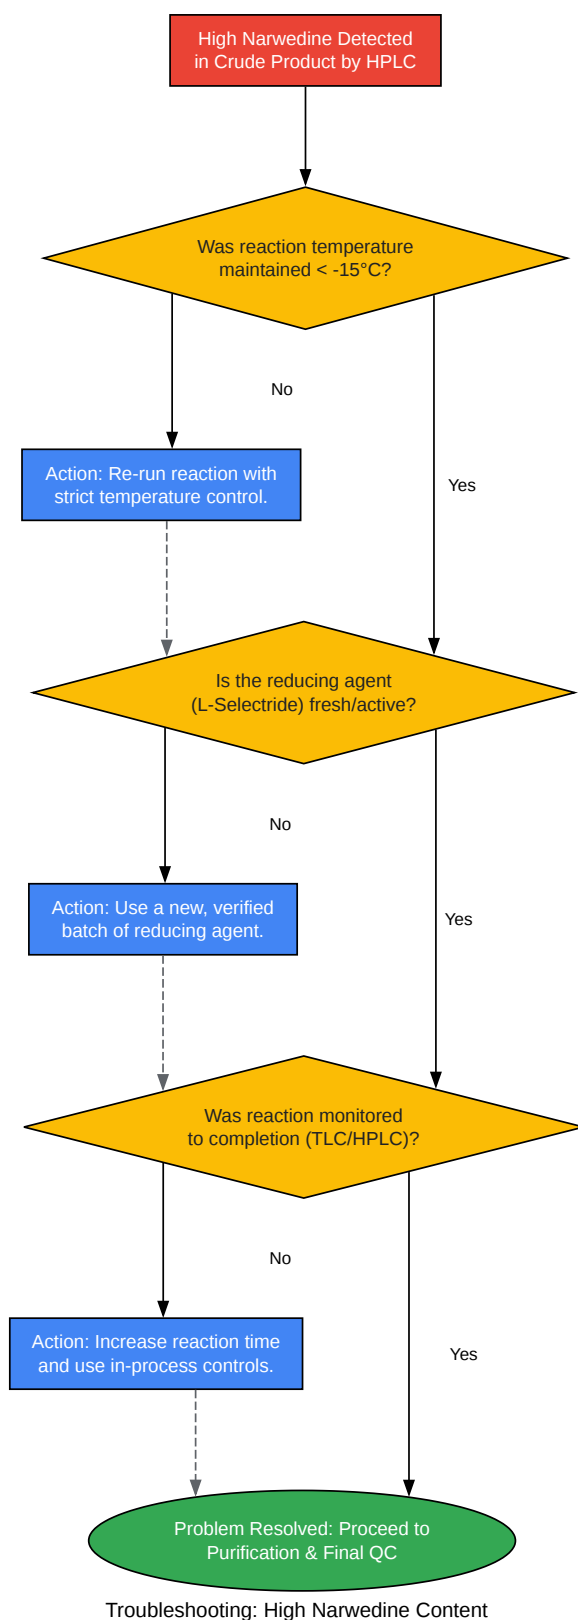 High Narwedine Detected
in Crude Product by HPLC
Was reaction temperature
maintained < -15°C?
No
Action: Re-run reaction with
strict temperature control.
Yes
Is the reducing agent
(L-Selectride) fresh/active?
No
Action: Use a new, verified
batch of reducing agent.
Yes
Was reaction monitored
to completion (TLC/HPLC)?
No
Action: Increase reaction time
and use in-process controls.
Yes
Problem Resolved: Proceed to
Purification & Final QC
Troubleshooting: High Narwedine Content